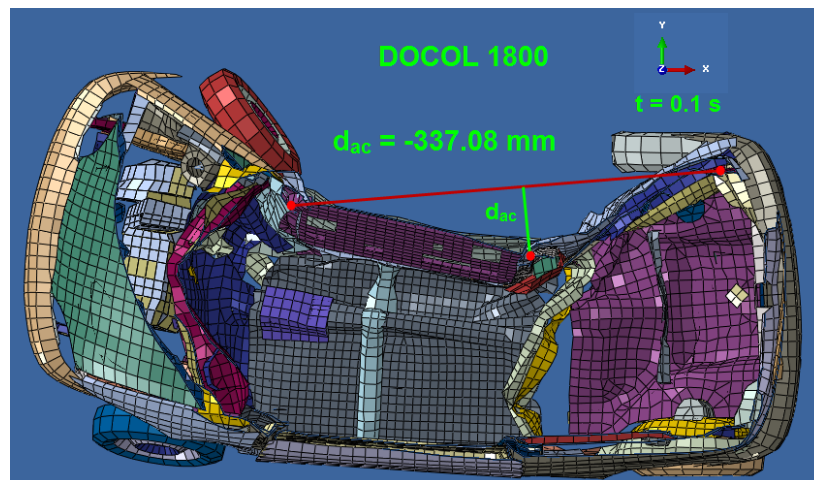 DOCOL 1800
Y
Z
X
t = 0.1 s
dac = -337.08 mm
dac